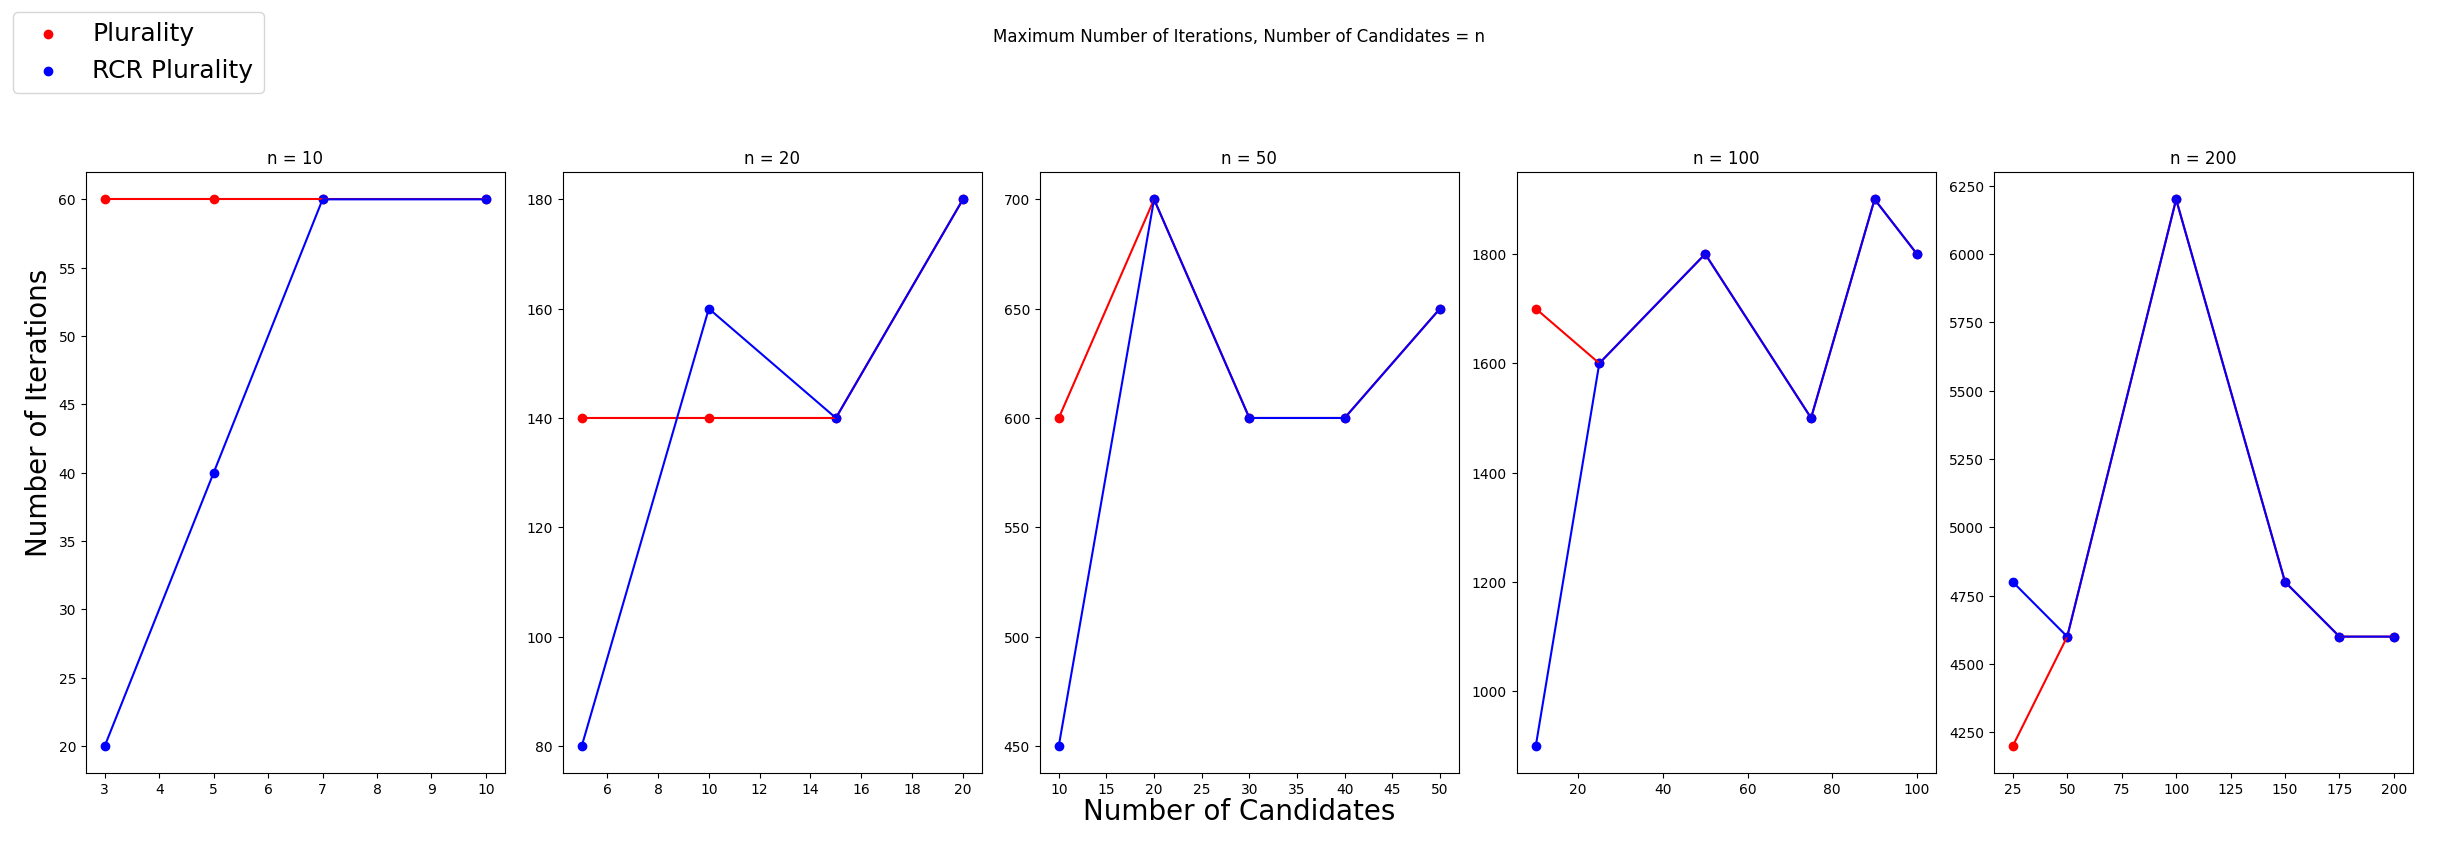 Plurality
RCR Plurality
Maximum Number of Iterations, Number of Candidates = n
Number of Iterations
n = 10
60
55
50
45
40
35
30
25
20
3 4 5 6 7 8 9 10
n = 20
180
160
140
120
100
80
6 8 10 12 14 16 18 20
n = 50
700
650
600
550
500
450
10 15 20 25 30 35 40 45 50
n = 100
1800
1600
1400
1200
1000
20 40 60 80 100
n = 200
6250
6000
5750
5500
5250
5000
4750
4500
4250
25 50 75 100 125 150 175 200
Number of Candidates